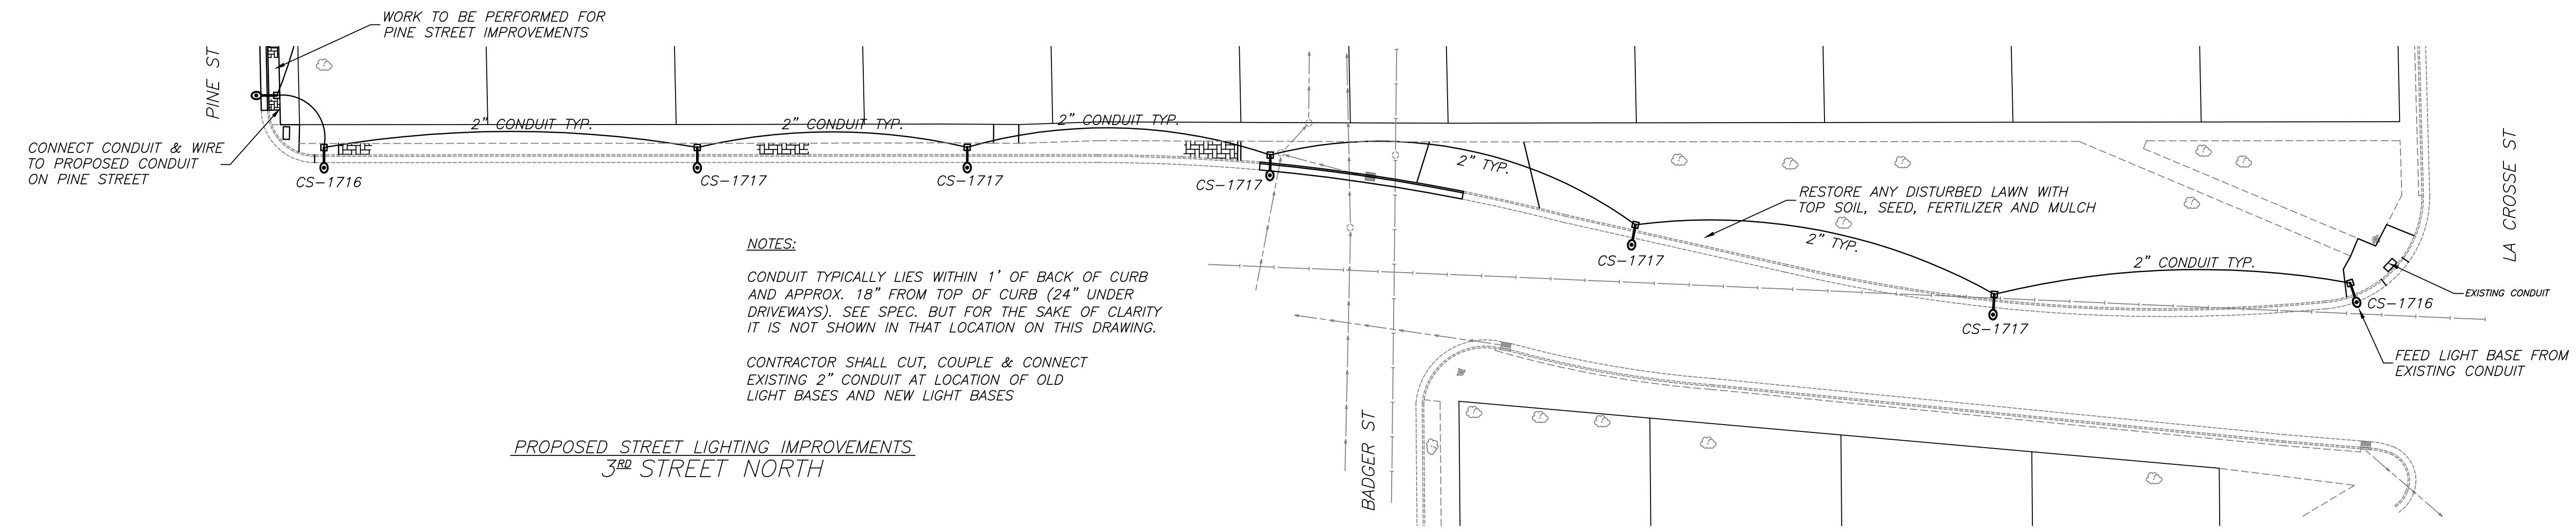 WORK TO BE PERFORMED FOR
PINE STREET IMPROVEMENTS
PINE ST
CONNECT CONDUIT & WIRE
TO PROPOSED CONDUIT
ON PINE STREET
2" CONDUIT TYP.
2" CONDUIT TYP.
2" CONDUIT TYP.
2" TYP.
CS-1716
CS-1717
CS-1717
CS-1717
RESTORE ANY DISTURBED LAWN WITH
TOP SOIL, SEED, FERTILIZER AND MULCH
LA CROSSE ST
2" TYP.
CS-1717
2" CONDUIT TYP.
EXISTING CONDUIT
CS-1716
CS-1717
FEED LIGHT BASE FROM
EXISTING CONDUIT
NOTES:
CONDUIT TYPICALLY LIES WITHIN 1' OF BACK OF CURB
AND APPROX. 18" FROM TOP OF CURB (24" UNDER
DRIVEWAYS). SEE SPEC. BUT FOR THE SAKE OF CLARITY
IT IS NOT SHOWN IN THAT LOCATION ON THIS DRAWING.
CONTRACTOR SHALL CUT, COUPLE & CONNECT
EXISTING 2" CONDUIT AT LOCATION OF OLD
LIGHT BASES AND NEW LIGHT BASES
BADGER ST
PROPOSED STREET LIGHTING IMPROVEMENTS
3RD STREET NORTH